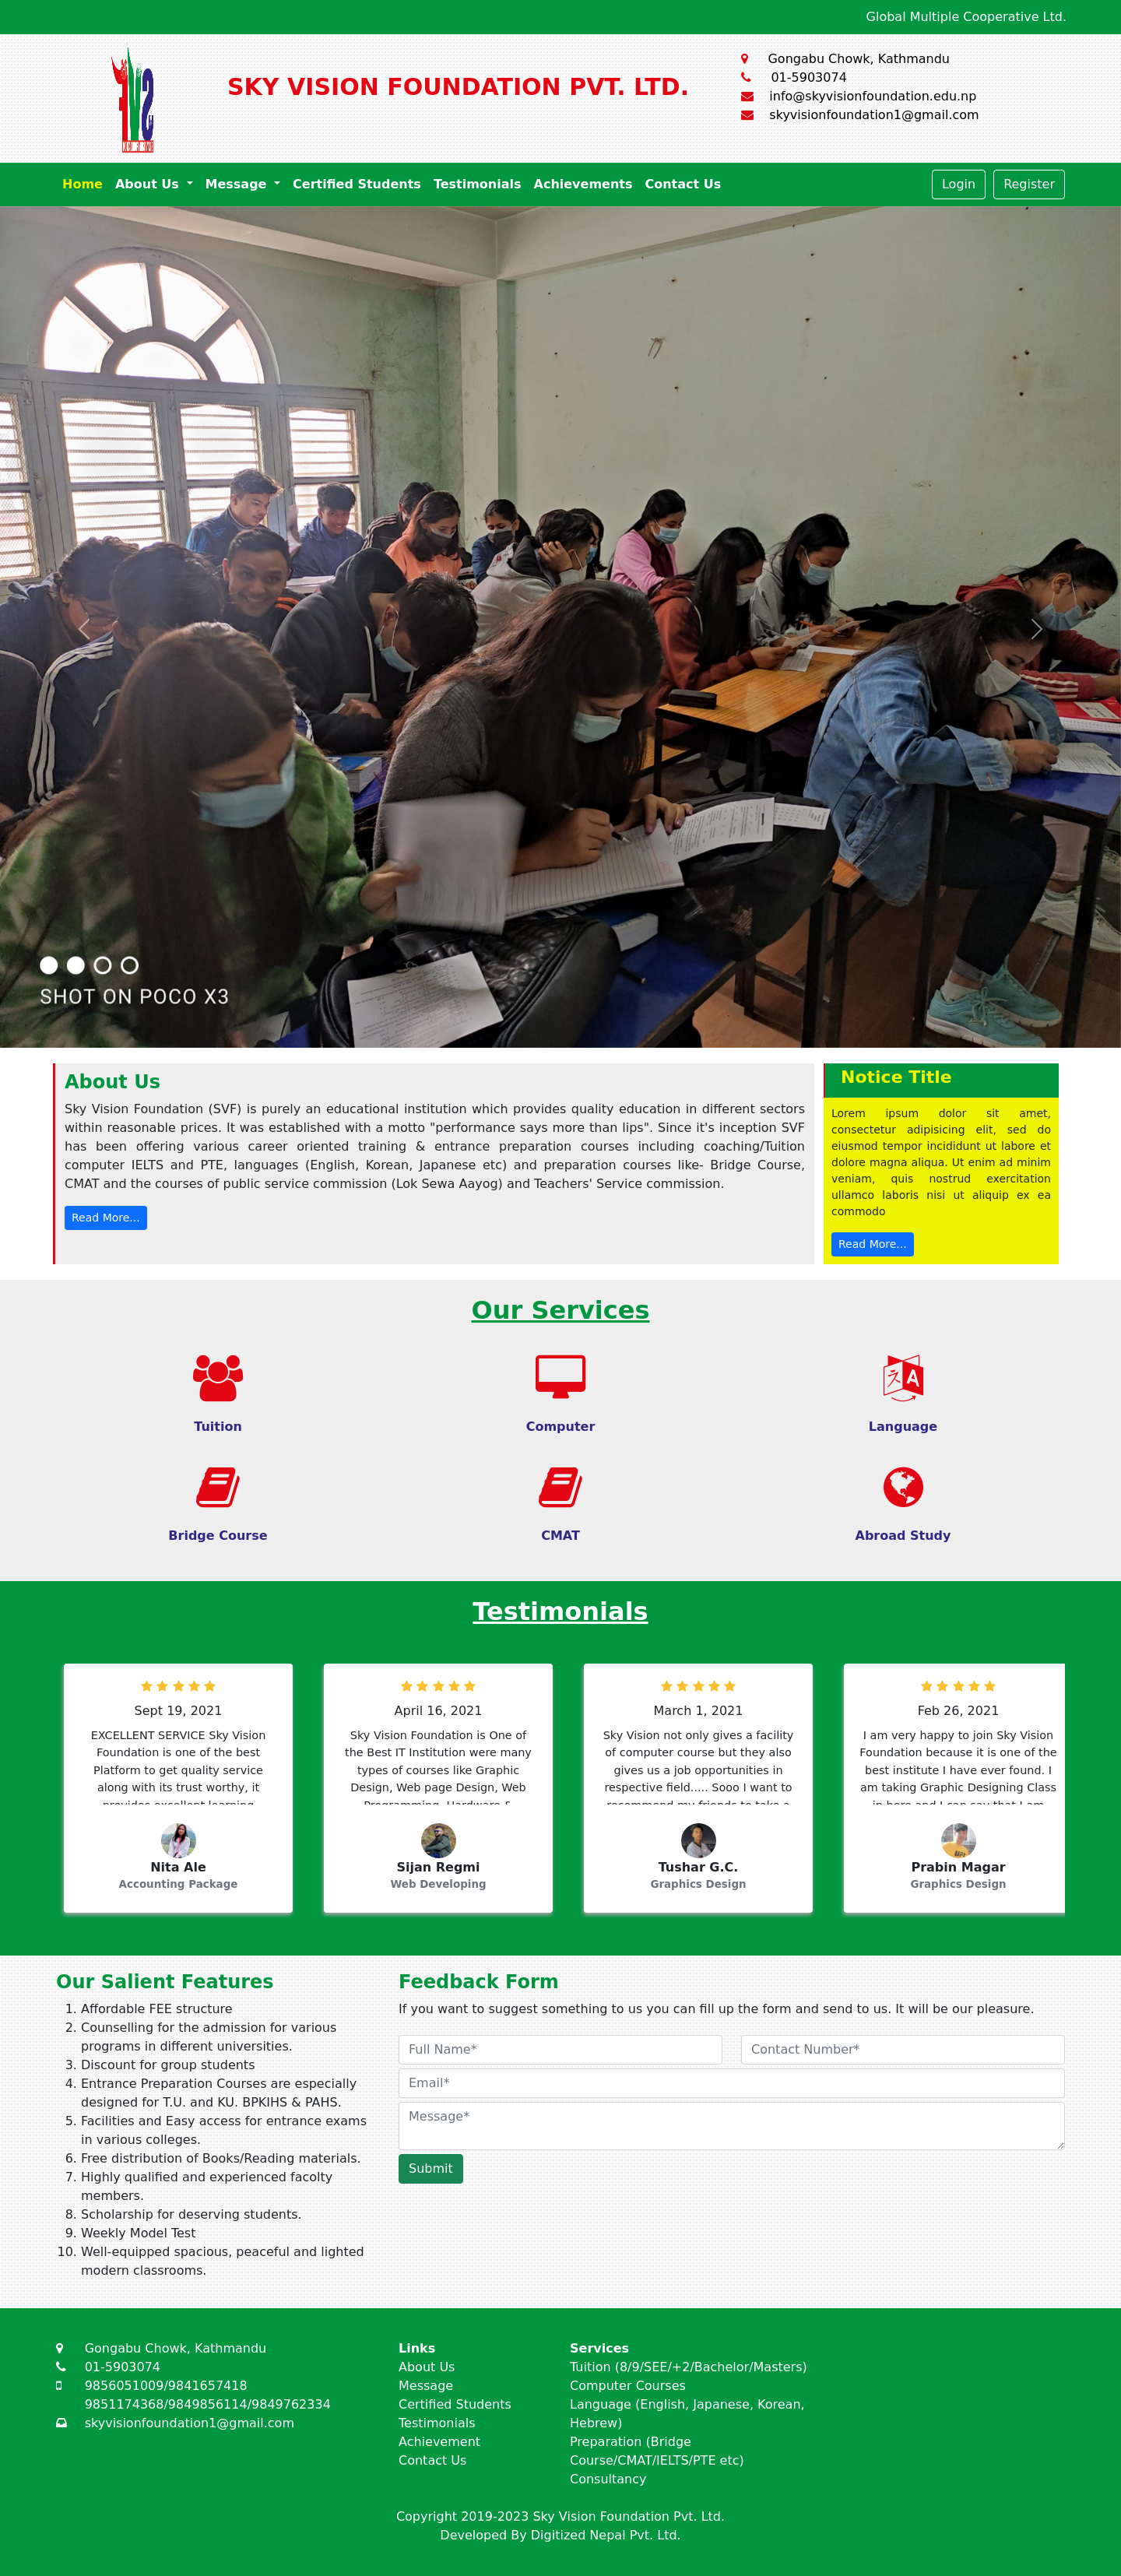 Global Multiple Cooperative Ltd.
SKY VISION FOUNDATION PVT. LTD.
Gongabu Chowk, Kathmandu
01-5903074
info@skyvisionfoundation.edu.np
skyvisionfoundation1@gmail.com
Home About Us Message Certified Students Testimonials Achievements Contact Us Login Register
SHOT ON POCO X3
About Us
Sky Vision Foundation (SVF) is purely an educational institution which provides quality education in different sectors
within reasonable prices. It was established with a motto "performance says more than lips". Since it's inception SVF
has been offering various career oriented training & entrance preparation courses including coaching/Tuition
computer IELTS and PTE, languages (English, Korean, Japanese etc) and preparation courses like- Bridge Course,
CMAT and the courses of public service commission (Lok Sewa Aayog) and Teachers' Service commission.
Read More...
Notice Title
Lorem ipsum dolor sit amet,
consectetur adipisicing elit, sed do
eiusmod tempor incididunt ut labore et
dolore magna aliqua. Ut enim ad minim
veniam, quis nostrud exercitation
ullamco laboris nisi ut aliquip ex ea
commodo
Read More...
Our Services
Tuition
Computer
Language
Bridge Course
CMAT
Abroad Study
Testimonials
Sept 19, 2021
EXCELLENT SERVICE Sky Vision
Foundation is one of the best
Platform to get quality service
along with its trust worthy, it
provides excellent learning
Nita Ale
Accounting Package
April 16, 2021
Sky Vision Foundation is One of
the Best IT Institution were many
types of courses like Graphic
Design, Web page Design, Web
Programming, Hardware &
Sijan Regmi
Web Developing
March 1, 2021
Sky Vision not only gives a facility
of computer course but they also
gives us a job opportunities in
respective field..... Sooo I want to
recommend my friends to take a
Tushar G.C.
Graphics Design
Feb 26, 2021
I am very happy to join Sky Vision
Foundation because it is one of the
best institute I have ever found. I
am taking Graphic Designing Class
in here and I can say that I am
Prabin Magar
Graphics Design
Our Salient Features
1. Affordable FEE structure
2. Counselling for the admission for various
programs in different universities.
3. Discount for group students
4. Entrance Preparation Courses are especially
designed for T.U. and KU. BPKIHS & PAHS.
5. Facilities and Easy access for entrance exams
in various colleges.
6. Free distribution of Books/Reading materials.
7. Highly qualified and experienced facolty
members.
8. Scholarship for deserving students.
9. Weekly Model Test
10. Well-equipped spacious, peaceful and lighted
modern classrooms.
Feedback Form
If you want to suggest something to us you can fill up the form and send to us. It will be our pleasure.
Full Name*
Contact Number*
Email*
Message*
Submit
Gongabu Chowk, Kathmandu
01-5903074
9856051009/9841657418
9851174368/9849856114/9849762334
skyvisionfoundation1@gmail.com
Links
About Us
Message
Certified Students
Testimonials
Achievement
Contact Us
Services
Tuition (8/9/SEE/+2/Bachelor/Masters)
Computer Courses
Language (English, Japanese, Korean,
Hebrew)
Preparation (Bridge
Course/CMAT/IELTS/PTE etc)
Consultancy
Copyright 2019-2023 Sky Vision Foundation Pvt. Ltd.
Developed By Digitized Nepal Pvt. Ltd.